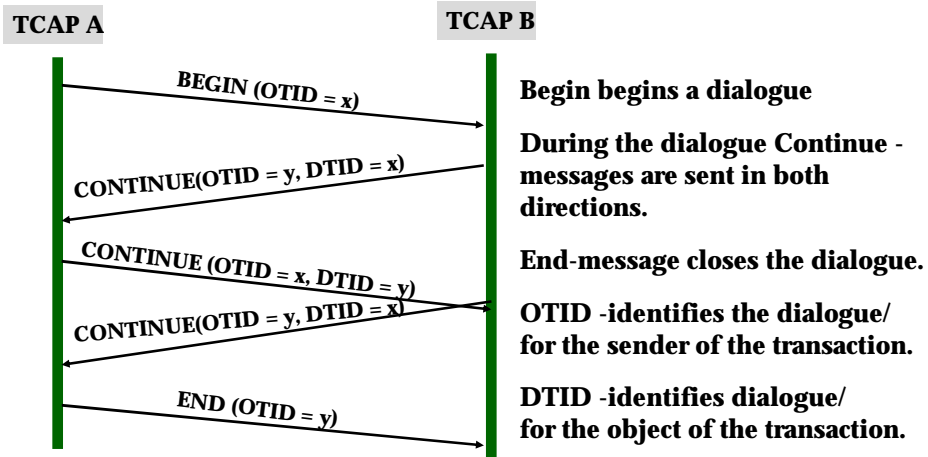 TCAP A
TCAP B
BEGIN (OTID = x)
CONTINUE(OTID = y, DTID = x)
CONTINUE (OTID = x, DTID = y)
CONTINUE(OTID = y, DTID = x)
END (OTID = y)
Begin begins a dialogue
During the dialogue Continue -
messages are sent in both
directions.
End-message closes the dialogue.
OTID -identifies the dialogue/
for the sender of the transaction.
DTID -identifies dialogue/
for the object of the transaction.